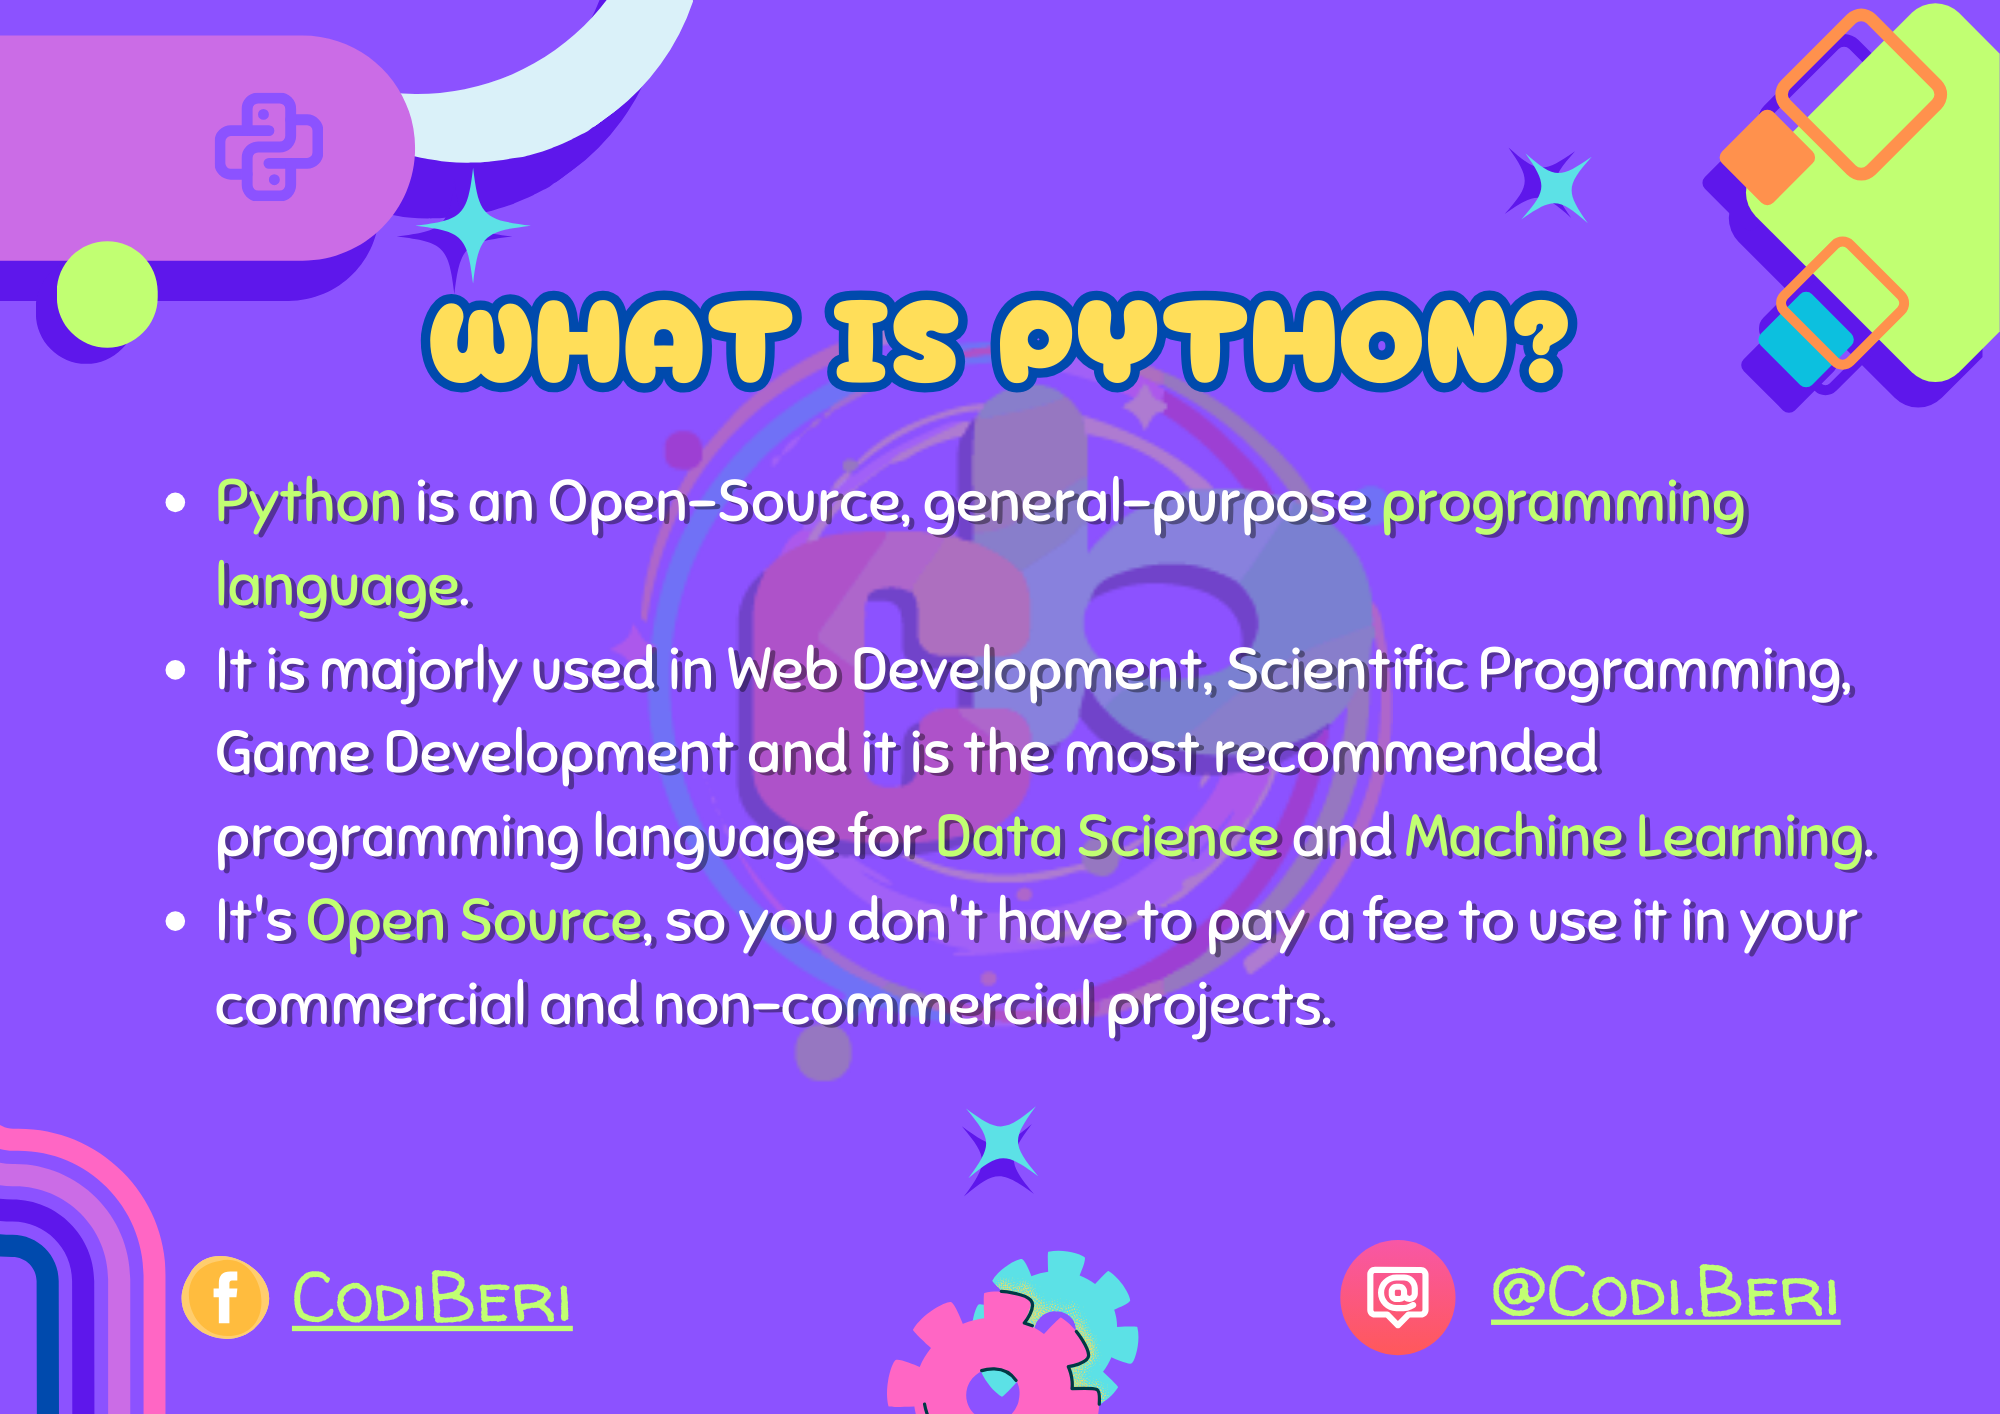 WHAT IS PYTHON?
• Python is an Open-Source, general-purpose programming
language.
• It is majorly used in Web Development, Scientific Programming,
Game Development and it is the most recommended
programming language for Data Science and Machine Learning.
• It's Open Source, so you don't have to pay a fee to use it in your
commercial and non-commercial projects.
CodiBeri
@Codi.Beri